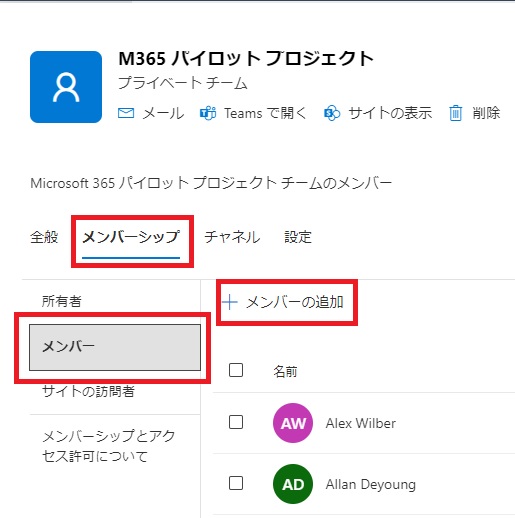 M365 パイロット プロジェクト
プライベート チーム
メール Teams で開く サイトの表示 削除
Microsoft 365 パイロット プロジェクト チームのメンバー
全般 メンバーシップ チャネル 設定
所有者
メンバー
サイトの訪問者
メンバーシップとアク
セス許可について
メンバーの追加
名前
AW Alex Wilber
AD Allan Deyoung